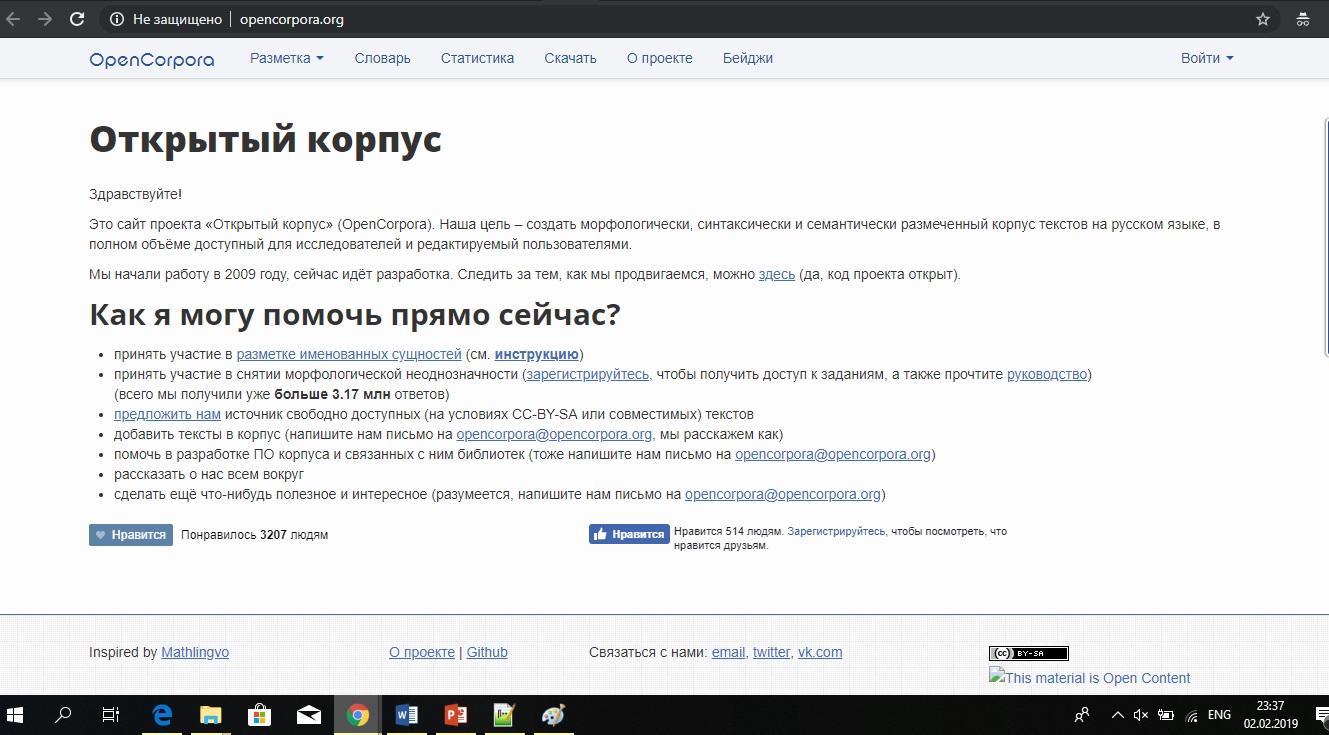 Не защищено | opencorpora.org
OpenCorpora Разметка Словарь Статистика Скачать О проекте Бейджи Войти
Открытый корпус
Здравствуйте!
Это сайт проекта «Открытый корпус» (OpenCorpora). Наша цель – создать морфологически, синтаксически и семантически размеченный корпус текстов на русском языке, в
полном объёме доступный для исследователей и редактируемый пользователями.
Мы начали работу в 2009 году, сейчас идёт разработка. Следить за тем, как мы продвигаемся, можно здесь (да, код проекта открыт).
Как я могу помочь прямо сейчас?
• принять участие в разметке именованных сущностей (см. инструкцию)
• принять участие в снятии морфологической неоднозначности (зарегистрируйтесь, чтобы получить доступ к заданиям, а также прочтите руководство)
(всего мы получили уже больше 3.17 млн ответов)
• предложить нам источник свободно доступных (на условиях CC-BY-SA или совместимых) текстов
• добавить тексты в корпус (напишите нам письмо на opencorpora@opencorpora.org, мы расскажем как)
• помочь в разработке ПО корпуса и связанных с ним библиотек (тоже напишите нам письмо на opencorpora@opencorpora.org)
• рассказать о нас всем вокруг
• сделать ещё что-нибудь полезное и интересное (разумеется, напишите нам письмо на opencorpora@opencorpora.org)
Нравится Понравилось 3207 людям
Нравится Нравится 514 людям. Зарегистрируйтесь, чтобы посмотреть, что
нравится друзьям.
Inspired by Mathlingvo О проекте | Github Связаться с нами: email, twitter, vk.com
(cc) BY-SA
This material is Open Content
ENG
23:37
02.02.2019